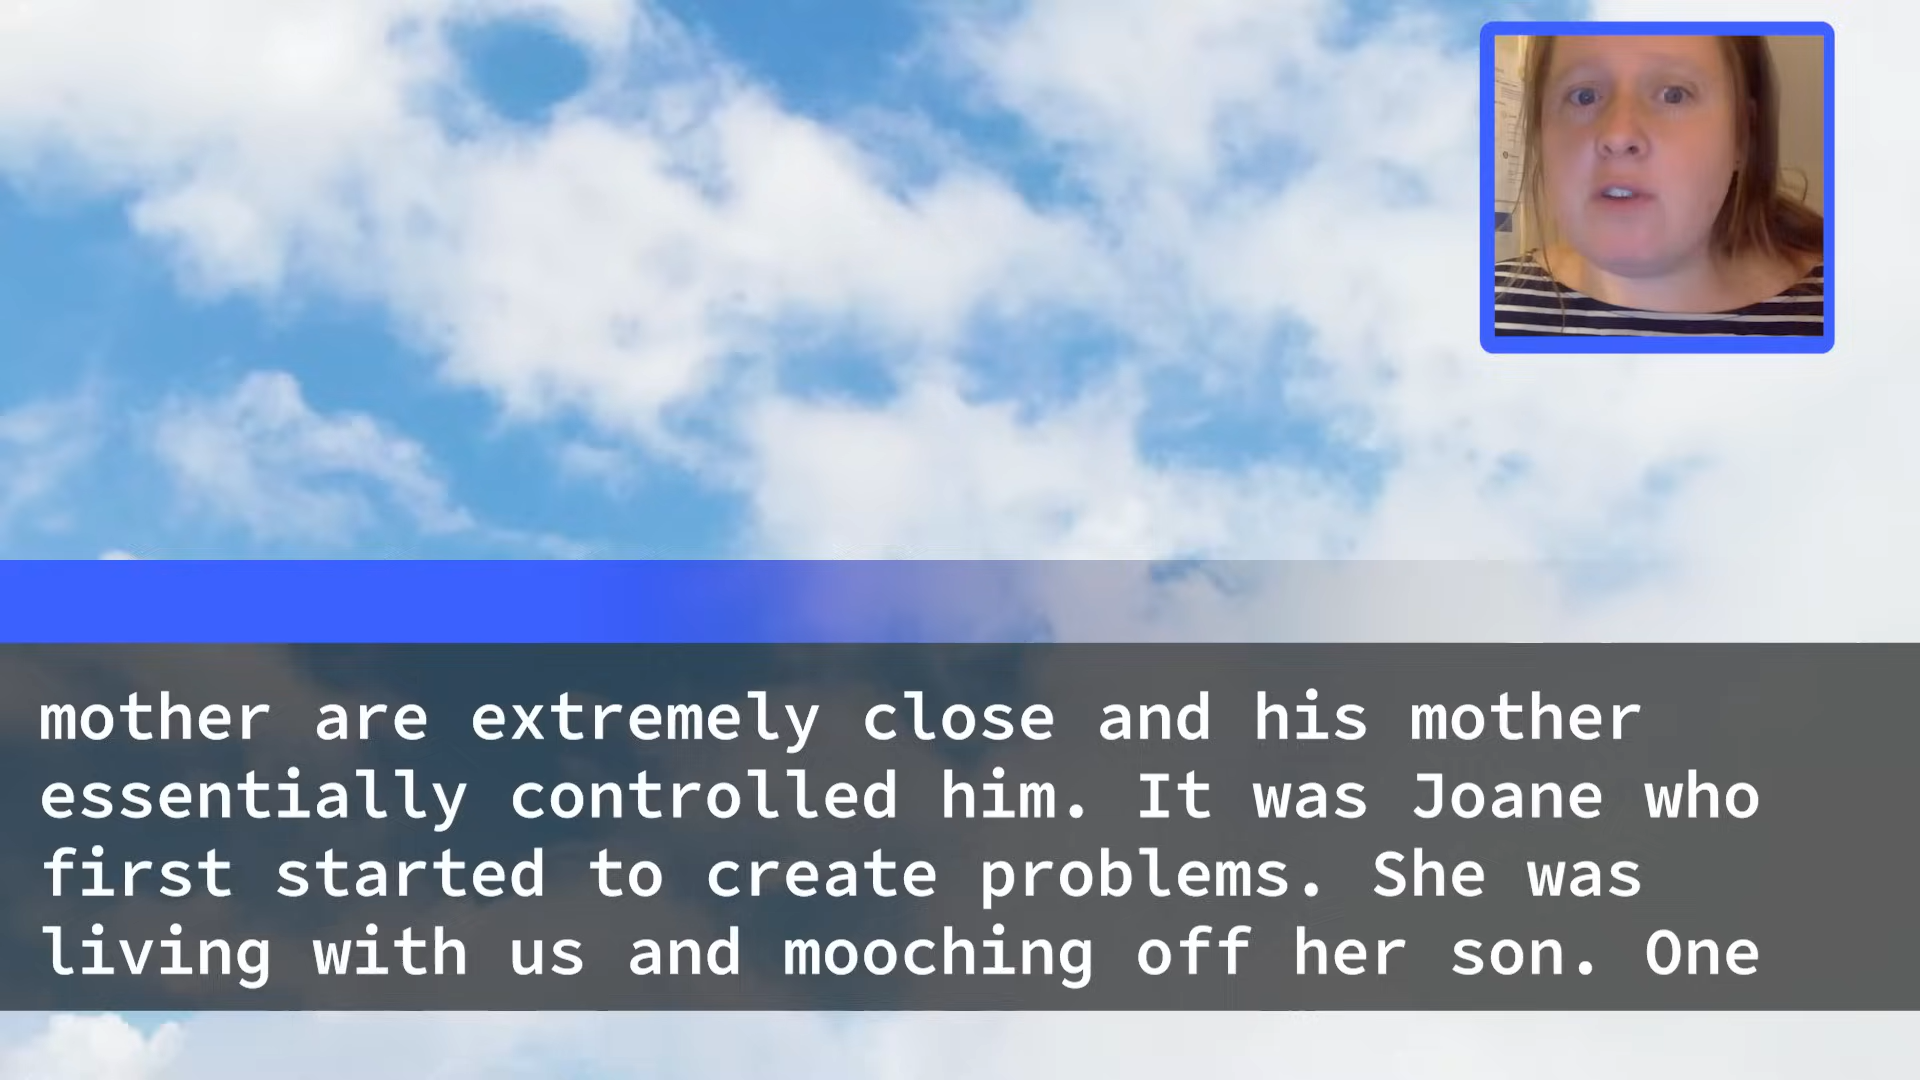 mother are extremely close and his mother
essentially controlled him. It was Joane who
first started to create problems. She was
living with us and mooching off her son. One